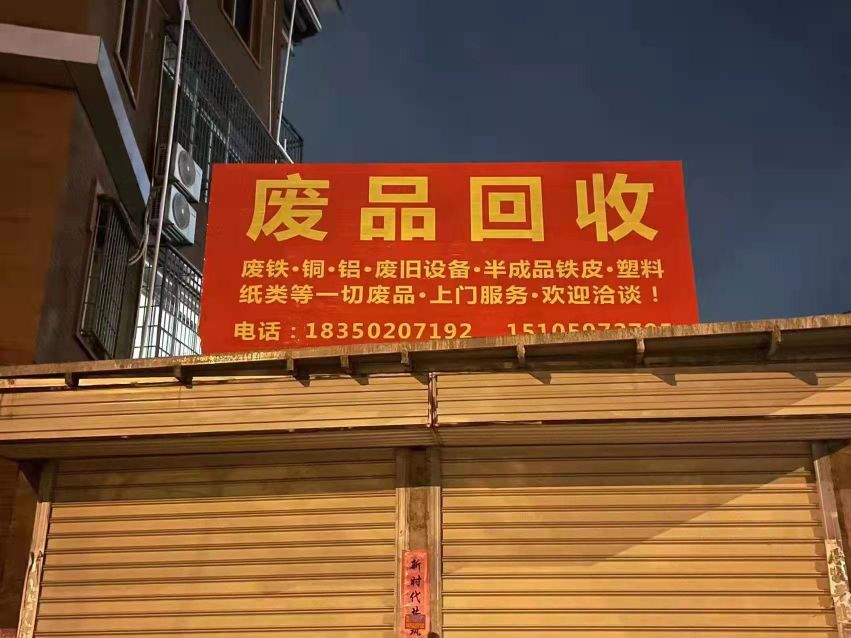 废品回收
废铁·铜·铝·废旧设备·半成品铁皮·塑料
纸类等一切废品·上门服务·欢迎洽谈！
电话：18350207192
新时代共筑